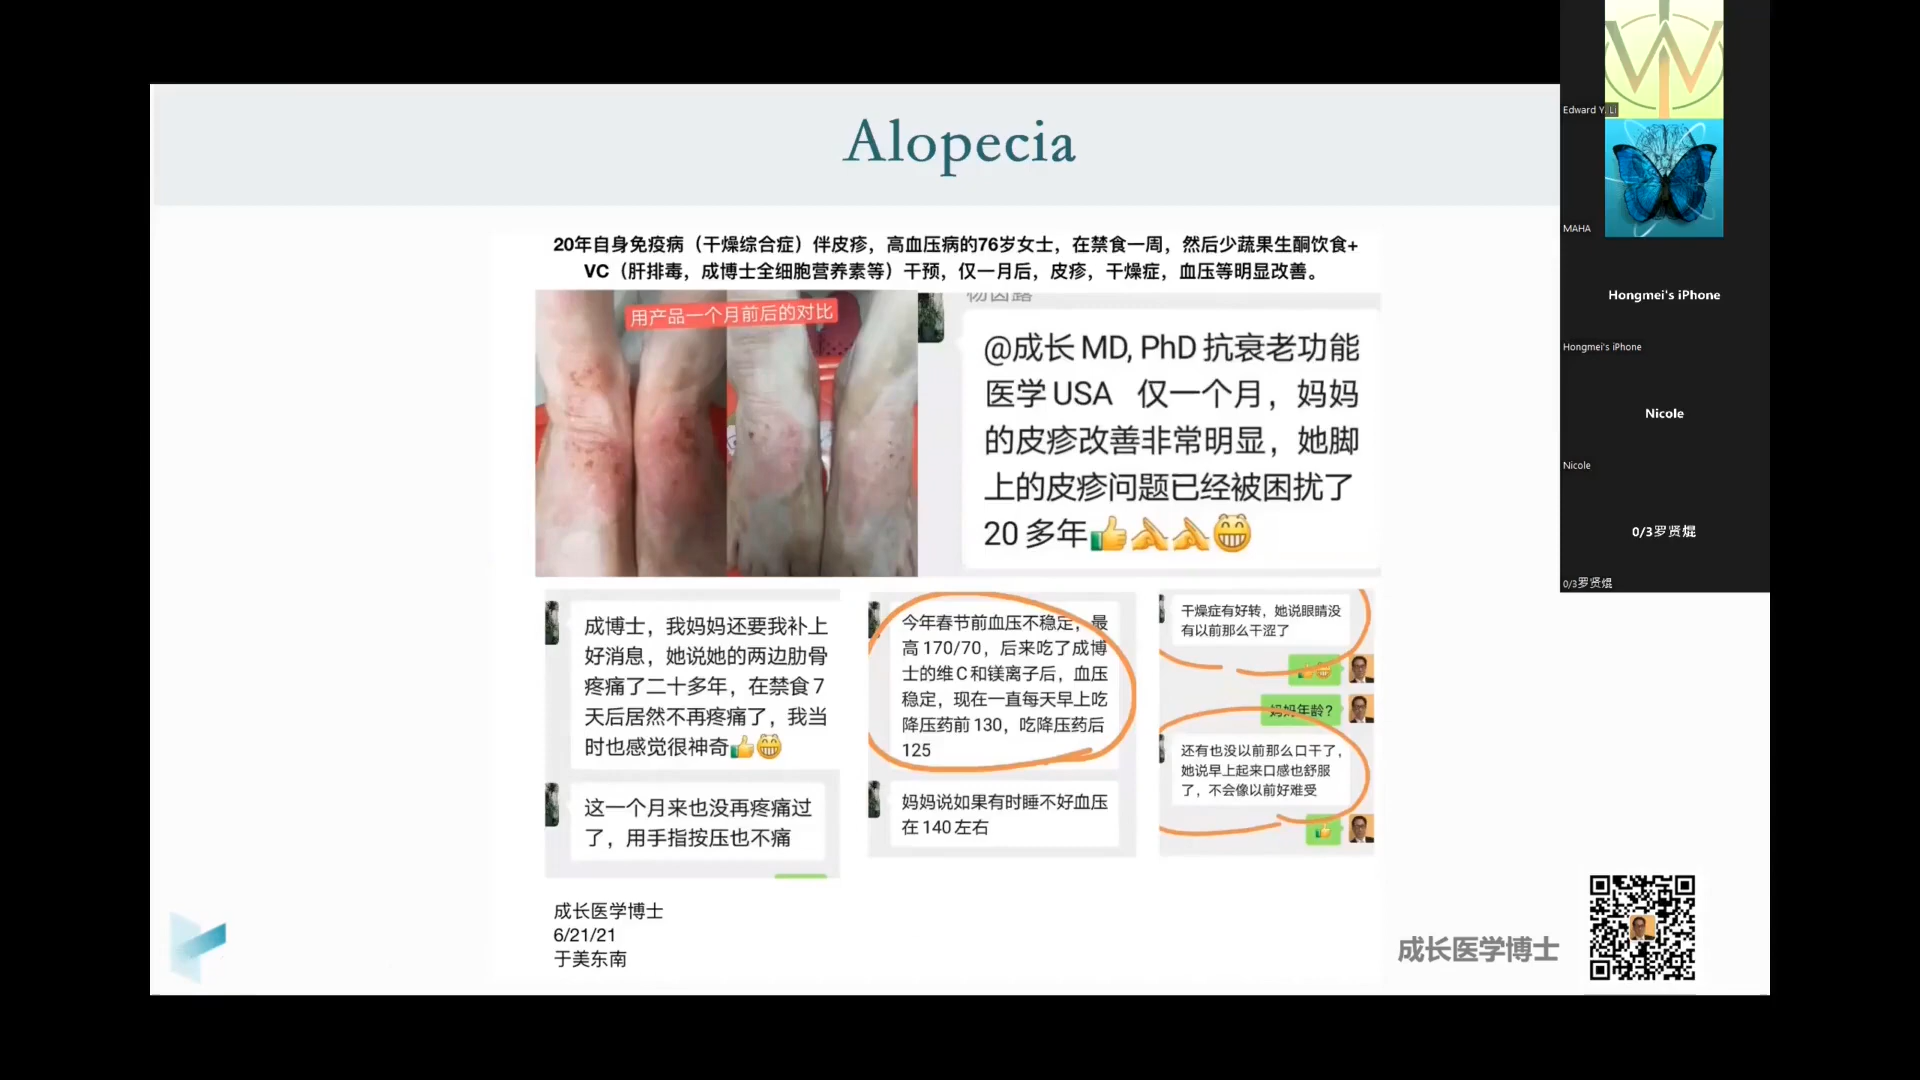 Alopecia
20年自身免疫病（干燥综合症）伴皮疹，高血压病的76岁女士，在禁食一周，然后少蔬果生酮饮食+
VC（肝排毒，成博士全细胞营养素等）干预，仅一月后，皮疹，干燥症，血压等明显改善。
用产品一个月前后的对比
@成长 MD, PhD 抗衰老功能
医学 USA 仅一个月，妈妈
的皮疹改善非常明显，她脚
上的皮疹问题已经被困扰了
20 多年
成博士，我妈妈还要我补上
好消息，她说她的两边肋骨
疼痛了二十多年，在禁食 7
天后居然不再疼痛了，我当
时也感觉很神奇
这一个月来也没再疼痛过
了，用手指按压也不痛
今年春节前血压不稳定，最
高 170/70，后来吃了成博
士的维 C 和镁离子后，血压
稳定，现在一直每天早上吃
降压药前 130，吃降压药后
125
妈妈说如果有时睡不好血压
在 140 左右
干燥症有好转，她说眼睛没
有以前那么干涩了
妈妈年龄？
还有也没以前那么口干了，
她说早上起来口感也舒服
了，不会像以前好难受
成长医学博士
6/21/21
于美东南
成长医学博士
Edward Y. Li
MAHA
Hongmei's iPhone
Hongmei's iPhone
Nicole
Nicole
0/3罗贤焜
0/3罗贤焜